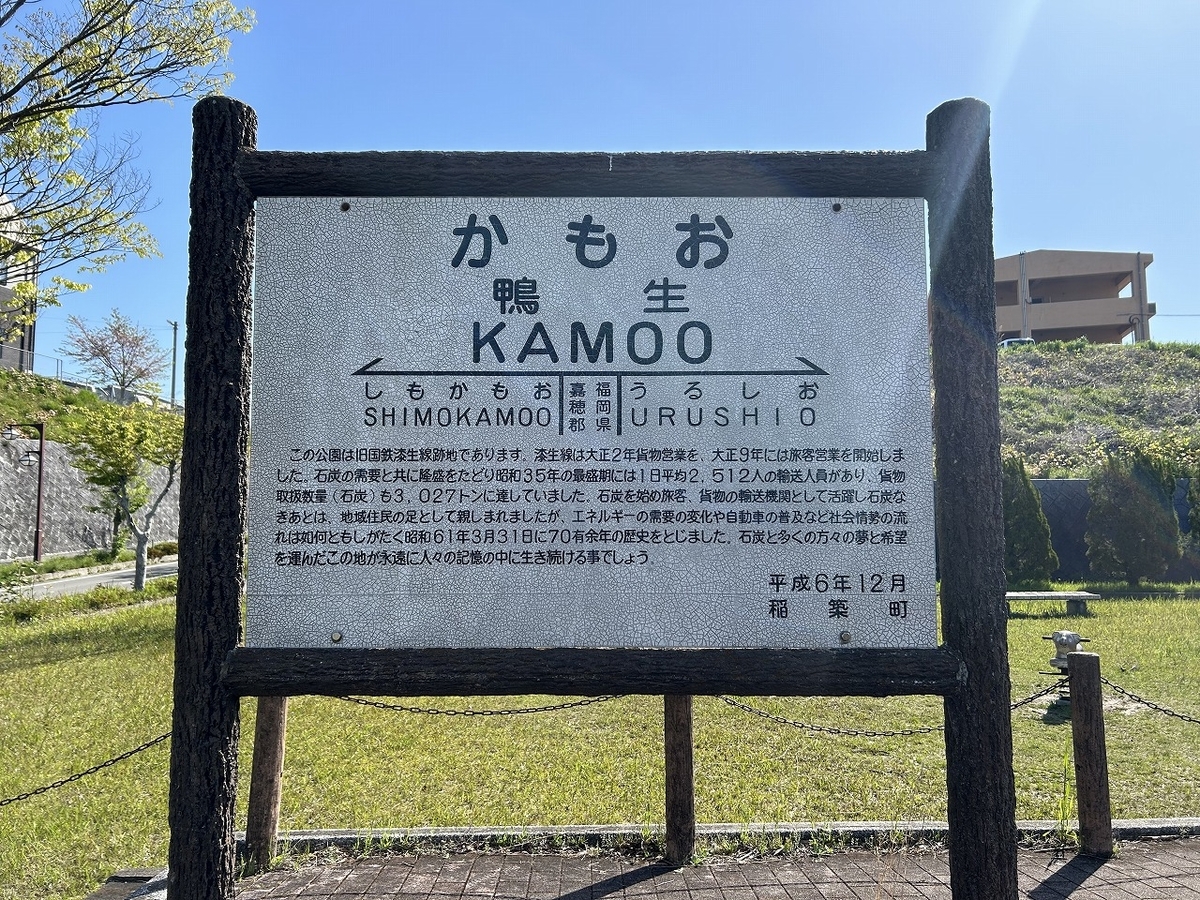 かもお
鴨生
KAMOO
しもかもお 嘉穂郡 福岡県 うるしお
SHIMOKAMOO URUSHIO
この公園は旧国鉄漆生線跡地であります。漆生線は大正2年貨物営業を、大正9年には旅客営業を開始しま
した。石炭の需要と共に隆盛をたどり昭和35年の最盛期には1日平均2,512人の輸送人員があり、貨物
取扱数量(石炭)も3,027トンに達していました。石炭を始め旅客、貨物の輸送機関として活躍し石炭な
きあとは、地域住民の足として親しまれましたが、エネルギーの需要の変化や自動車の普及など社会情勢の流
れは如何ともしがたく昭和61年3月31日に70有余年の歴史をとじました。石炭と多くの方々の夢と希望
を運んだこの地が永遠に人々の記憶の中に生き続ける事でしょう。
平成6年12月
稲築町